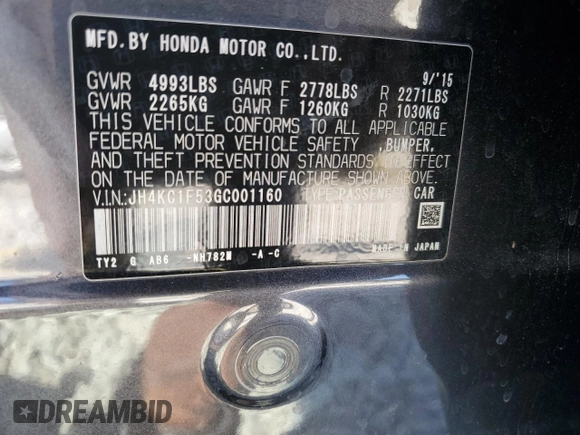 MFD.BY HONDA MOTOR CO.,LTD.
9/'15
GVWR 4993LBS GAWR F 2778LBS R 2271LBS
GVWR 2265KG GAWR F 1260KG R 1030KG
THIS VEHICLE CONFORMS TO ALL APPLICABLE
FEDERAL MOTOR VEHICLE SAFETY ,BUMPER,
AND THEFT PREVENTION STANDARDS IN EFFECT
ON THE DATE OF MANUFACTURE SHOWN ABOVE.
V.I.N.: JH4KC1F53GC001160 TYPE:PASSENGER CAR
TY2 G AB6 -NH782M -A -C MADE IN JAPAN
DREAMBID